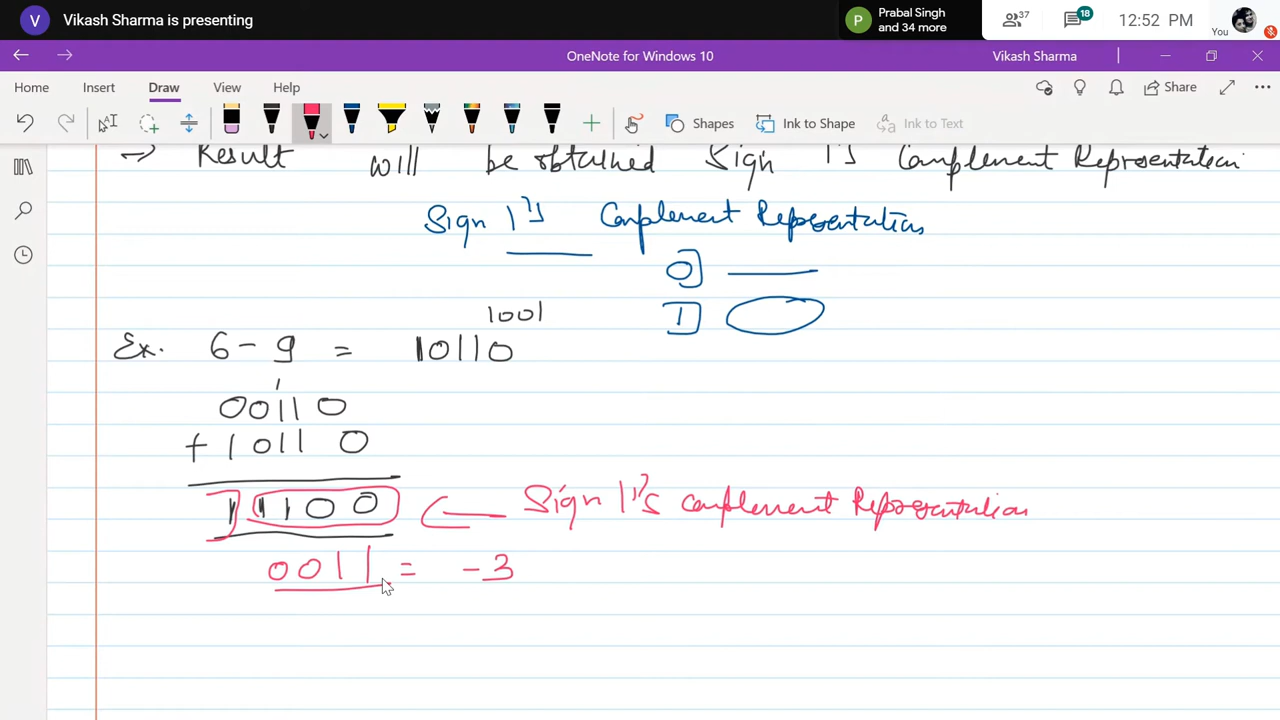 V Vikash Sharma is presenting
P Prabal Singh and 34 more
37
18
12:52 PM
You
OneNote for Windows 10
Vikash Sharma
Home Insert Draw View Help
Share
Shapes
Ink to Shape
Ink to Text
→ Result will be obtained Sign 1's Complement Representation
Sign 1's Complement Representation
0
1
1001
Ex. 6 - 9 = 10110
1
00110
+ 10110
11100
Sign 1's Complement Representation
0011 = -3